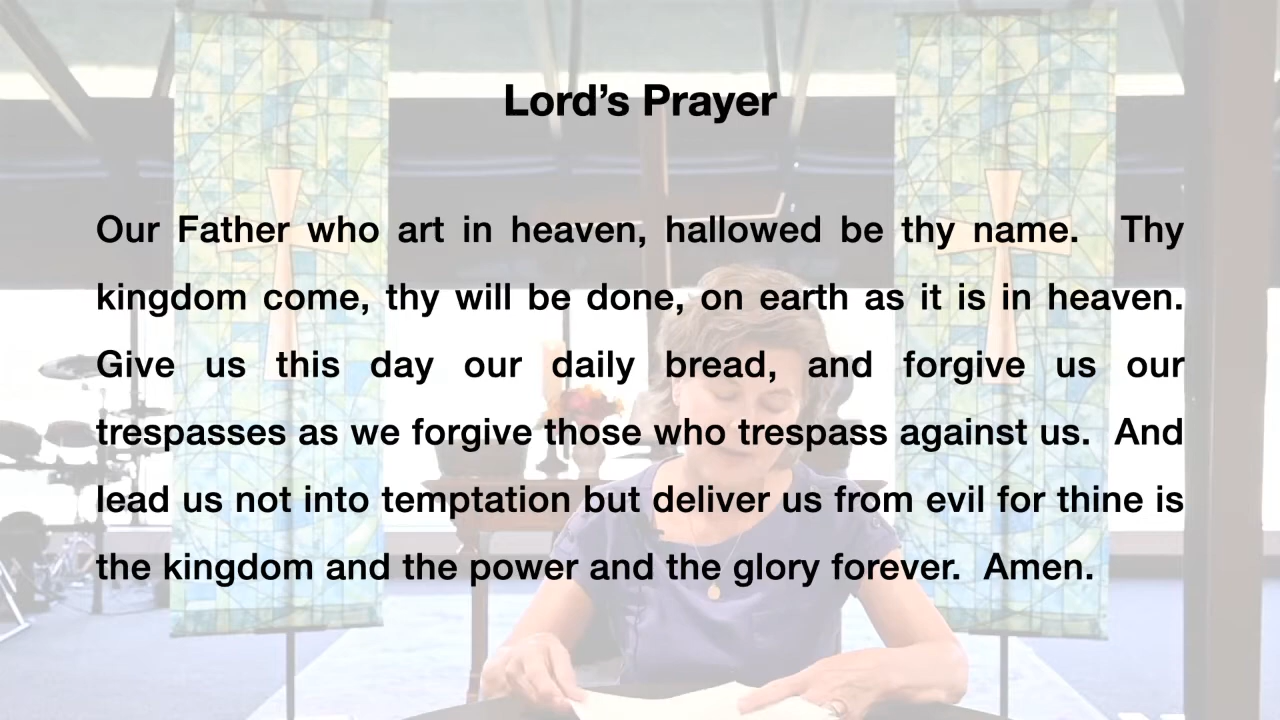 Lord’s Prayer
Our Father who art in heaven, hallowed be thy name. Thy
kingdom come, thy will be done, on earth as it is in heaven.
Give us this day our daily bread, and forgive us our
trespasses as we forgive those who trespass against us. And
lead us not into temptation but deliver us from evil for thine is
the kingdom and the power and the glory forever. Amen.